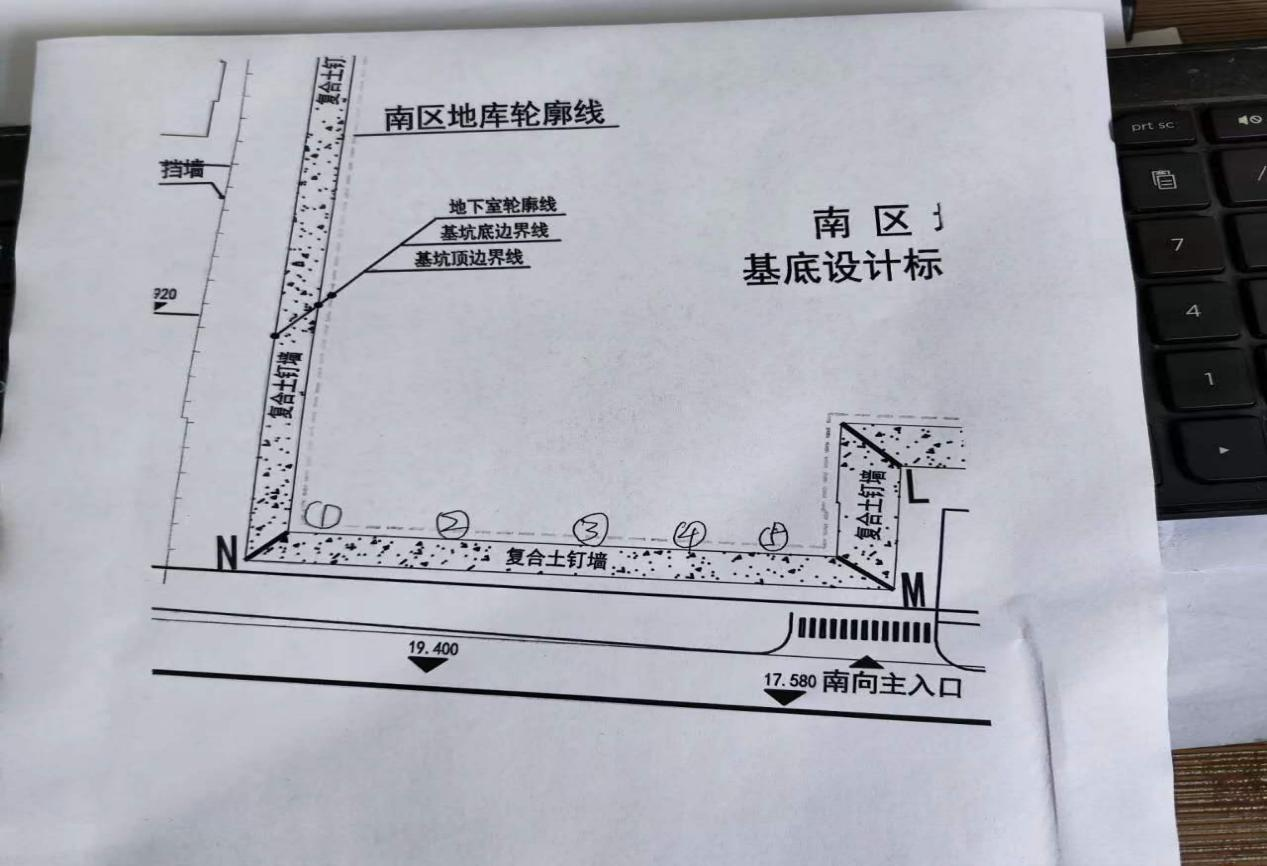 复合土钉
南区地库轮廓线
挡墙
地下室轮廓线
基坑底边界线
基坑顶边界线
南区
基底设计标
920
复合土钉墙
复合土钉墙
L
① ② ③ ④ ⑤
N
复合土钉墙
M
19.400
17.580 南向主入口
prt sc
7
4
1